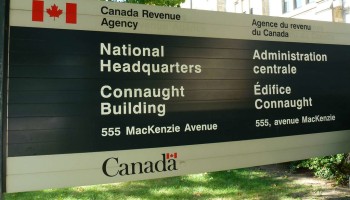 Canada Revenue
Agency
Agence du revenu
du Canada
National
Headquarters
Administration
centrale
Connaught
Building
Édifice
Connaught
555 MacKenzie Avenue
555, avenue MacKenzie
Canada